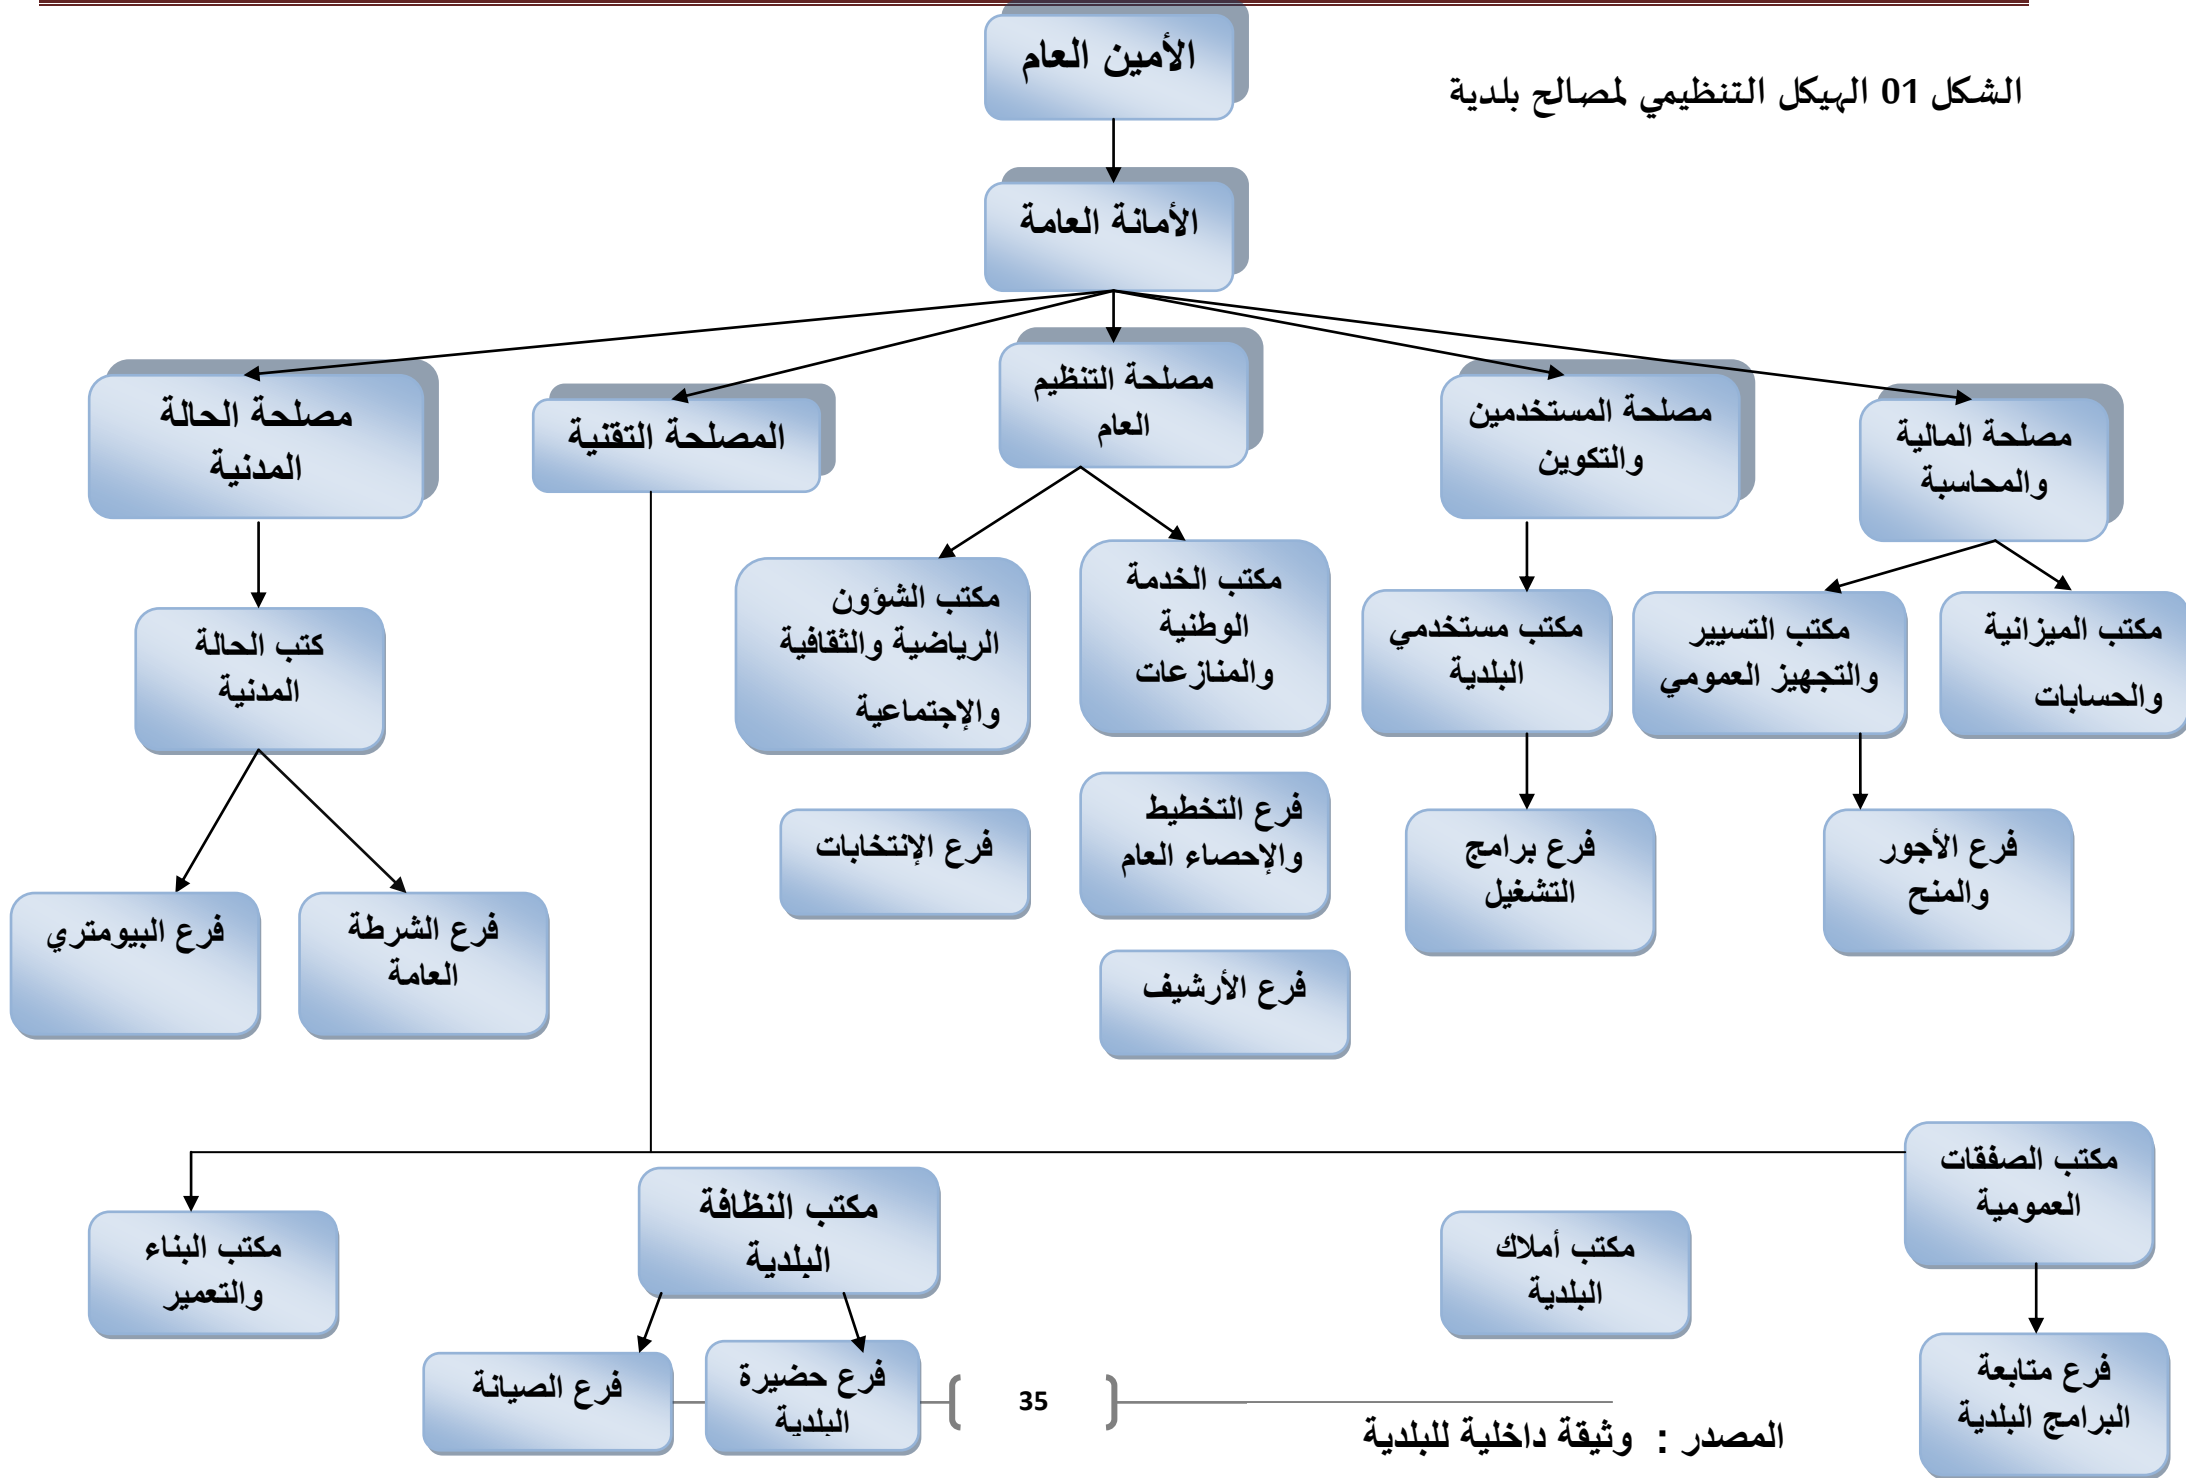 الشكل 01 الهيكل التنظيمي لمصالح بلدية
الأمين العام
الأمانة العامة
مصلحة المالية
والمحاسبة
مصلحة المستخدمين
والتكوين
مصلحة التنظيم
العام
المصلحة التقنية
مصلحة الحالة
المدنية
مكتب الميزانية
والحسابات
مكتب التسيير
والتجهيز العمومي
مكتب مستخدمي
البلدية
مكتب الخدمة
الوطنية
والمنازعات
مكتب الشؤون
الرياضية والثقافية
والإجتماعية
كتب الحالة
المدنية
فرع الأجور
والمنح
فرع برامج
التشغيل
فرع التخطيط
والإحصاء العام
فرع الإنتخابات
فرع الشرطة
العامة
فرع البيومتري
فرع الأرشيف
مكتب الصفقات
العمومية
مكتب أملاك
البلدية
مكتب النظافة
البلدية
مكتب البناء
والتعمير
فرع متابعة
البرامج البلدية
فرع حضيرة
البلدية
فرع الصيانة
35
المصدر : وثيقة داخلية للبلدية